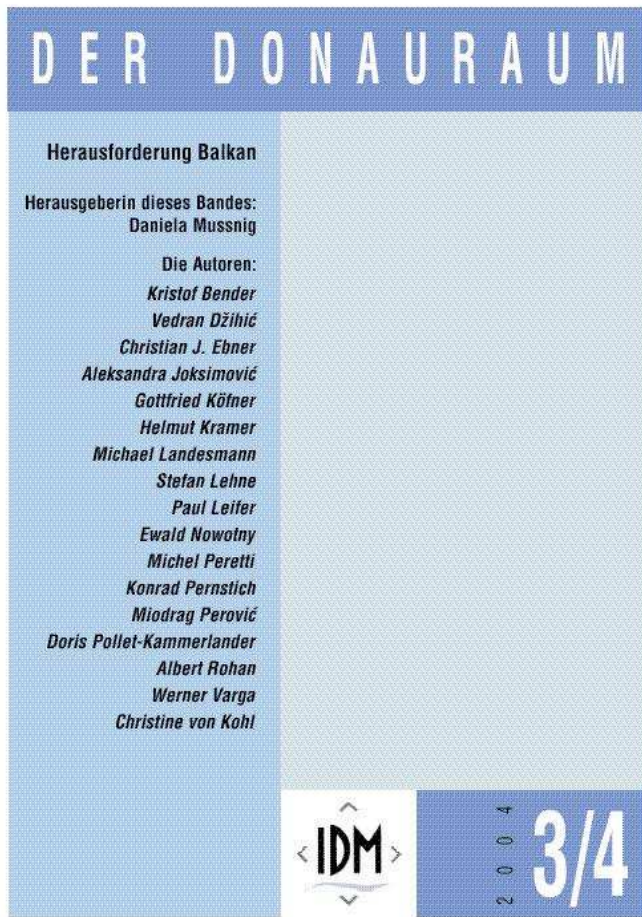 DER DONAURAUM
Herausforderung Balkan
Herausgeberin dieses Bandes:
Daniela Mussnig
Die Autoren:
Kristof Bender
Vedran Džihić
Christian J. Ebner
Aleksandra Joksimović
Gottfried Köfner
Helmut Kramer
Michael Landesmann
Stefan Lehne
Paul Leifer
Ewald Nowotny
Michel Peretti
Konrad Pernstich
Miodrag Perović
Doris Pollet-Kammerlander
Albert Rohan
Werner Varga
Christine von Kohl
IDM
2004
3/4